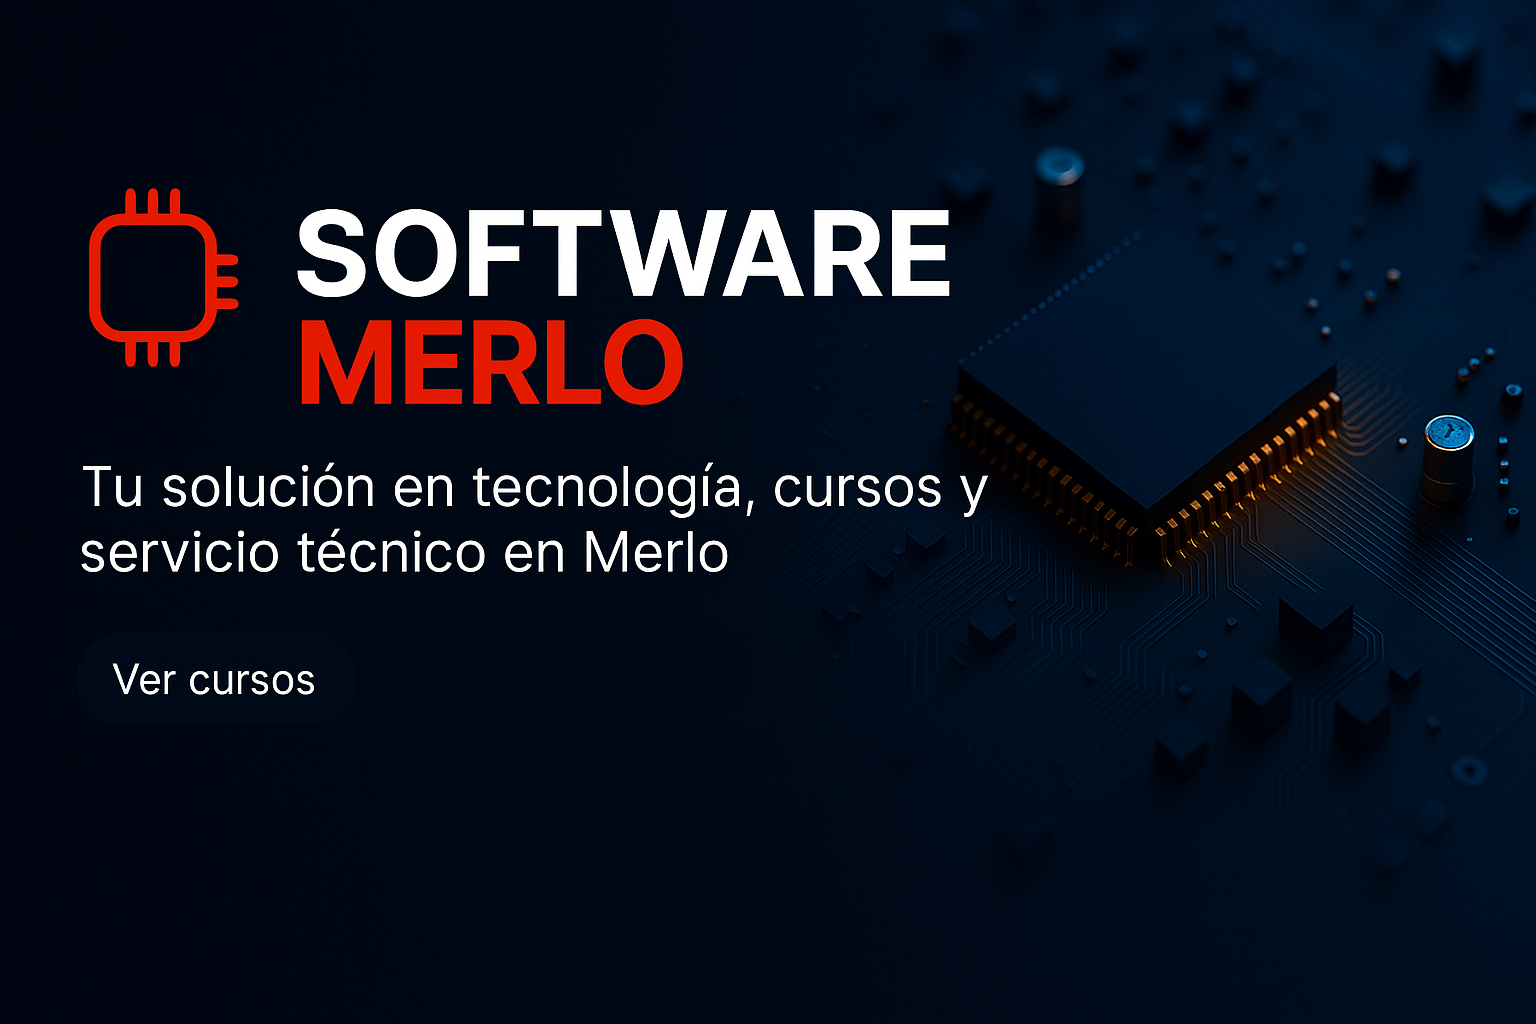 SOFTWARE
MERLO
Tu solución en tecnología, cursos y
servicio técnico en Merlo
Ver cursos